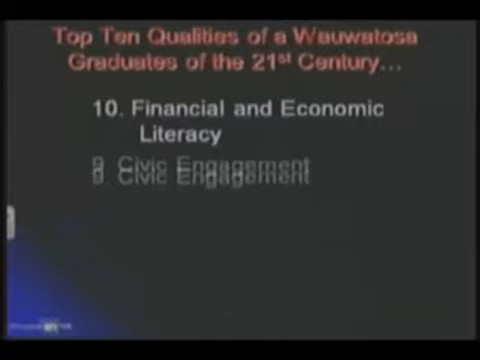 Top Ten Qualities of a Wauwatosa
Graduates of the 21st Century...
10. Financial and Economic
Literacy
9. Civic Engagement